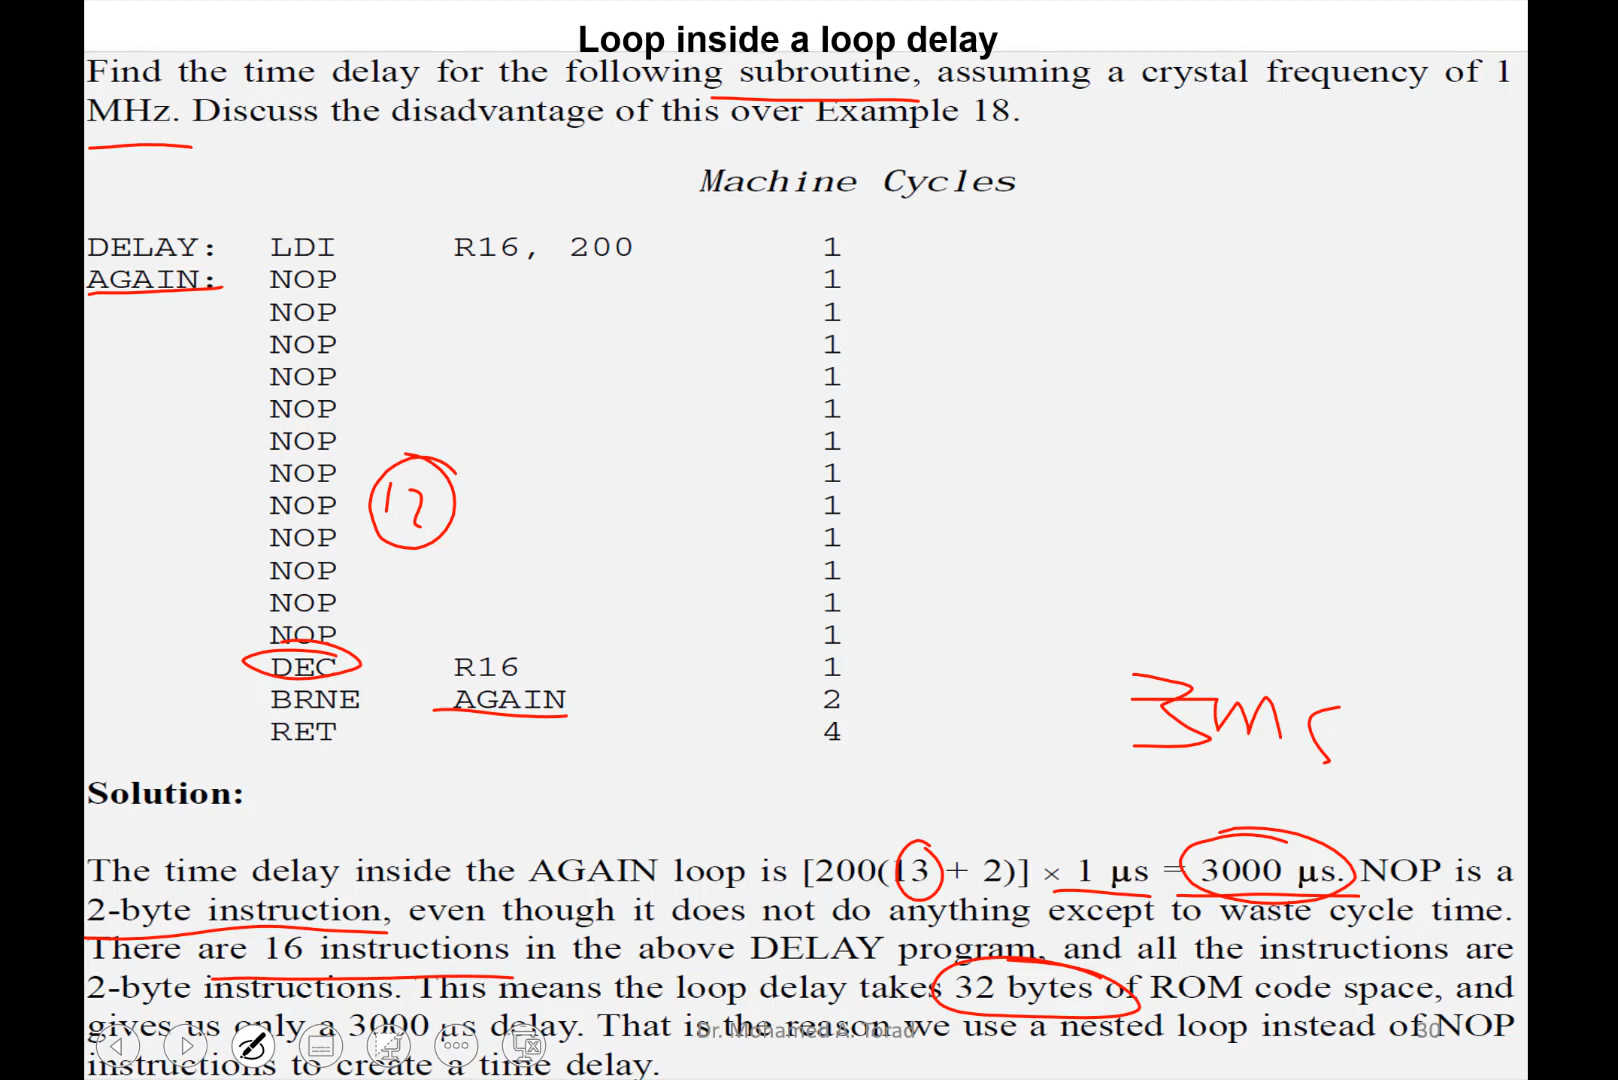 Loop inside a loop delay
Find the time delay for the following subroutine, assuming a crystal frequency of 1
MHz. Discuss the disadvantage of this over Example 18.
Machine Cycles
DELAY: LDI R16, 200 1
AGAIN: NOP 1
NOP 1
NOP 1
NOP 1
NOP 1
NOP 1
NOP 1
NOP 1
NOP 1
NOP 1
NOP 1
NOP 1
12
DEC R16 1
BRNE AGAIN 2
RET 4
3ms
Solution:
The time delay inside the AGAIN loop is [200(13 + 2)] × 1 µs = 3000 µs. NOP is a
2-byte instruction, even though it does not do anything except to waste cycle time.
There are 16 instructions in the above DELAY program, and all the instructions are
2-byte instructions. This means the loop delay takes 32 bytes of ROM code space, and
gives us only a 3000 µs delay. That is the reason we use a nested loop instead of NOP
instructions to create a time delay.
Dr. Mohamed A. Torad
30